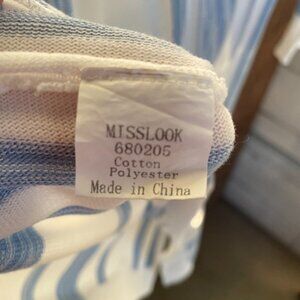 MISSLOOK
680205
Cotton
Polyester
Made in China